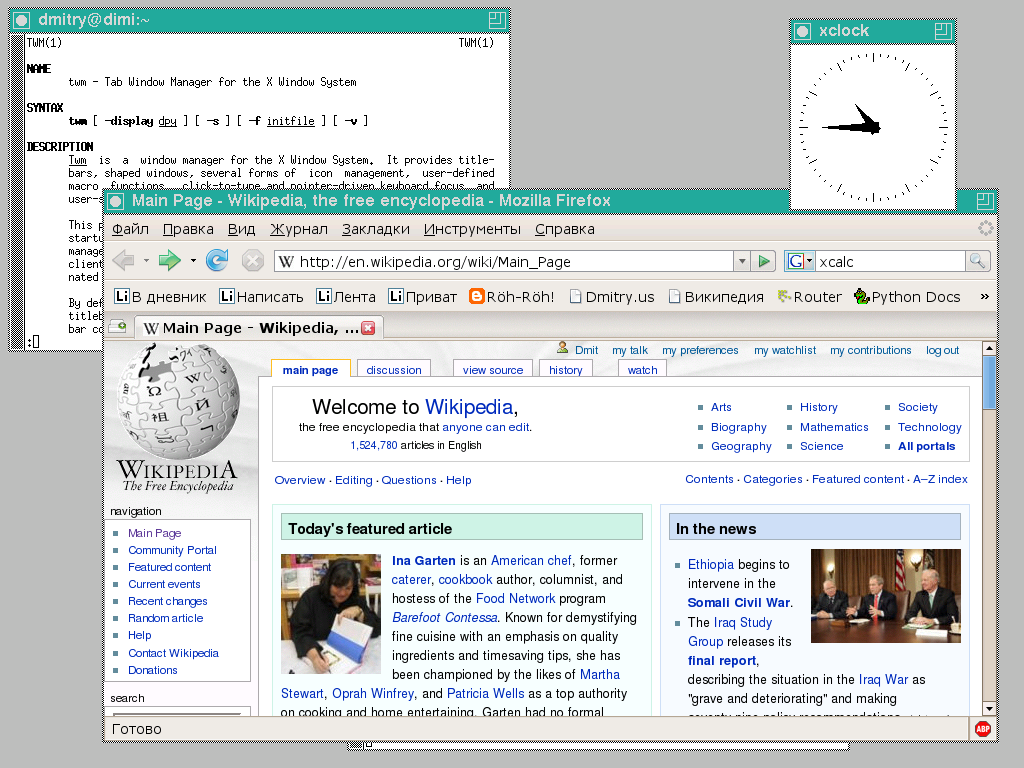 dmitry@dimi:~
TWM(1) TWM(1)
NAME
twm - Tab Window Manager for the X Window System
SYNTAX
twm [ -display dpy ] [ -s ] [ -f initfile ] [ -v ]
DESCRIPTION
Twm is a window manager for the X Window System. It provides title-
bars, shaped windows, several forms of icon management, user-defined
macro functions, click-to-type and pointer-driven keyboard focus, and
user-s
This p
startu
manage
client
nated
By def
titleb
bar co
:
xclock
Main Page - Wikipedia, the free encyclopedia - Mozilla Firefox
Файл Правка Вид Журнал Закладки Инструменты Справка
W http://en.wikipedia.org/wiki/Main_Page G xcalc
Li В дневник Li Написать Li Лента Li Приват Röh-Röh! Dmitry.us Википедия Router Python Docs »
W Main Page - Wikipedia, ...
Dmit my talk my preferences my watchlist my contributions log out
main page discussion view source history watch
WIKIPEDIA
The Free Encyclopedia
navigation
Main Page
Community Portal
Featured content
Current events
Recent changes
Random article
Help
Contact Wikipedia
Donations
search
Welcome to Wikipedia,
the free encyclopedia that anyone can edit.
1,524,780 articles in English
Arts History Society
Biography Mathematics Technology
Geography Science All portals
Overview · Editing · Questions · Help
Contents · Categories · Featured content · A–Z index
Today's featured article
Ina Garten is an American chef, former
caterer, cookbook author, columnist, and
hostess of the Food Network program
Barefoot Contessa. Known for demystifying
fine cuisine with an emphasis on quality
ingredients and timesaving tips, she has
been championed by the likes of Martha
Stewart, Oprah Winfrey, and Patricia Wells as a top authority
on cooking and home entertaining. Garten had no formal
In the news
Ethiopia begins to
intervene in the
Somali Civil War.
The Iraq Study
Group releases its
final report,
describing the situation in the Iraq War as
"grave and deteriorating" and making
seventy-nine policy recommendations.
Готово
ABP